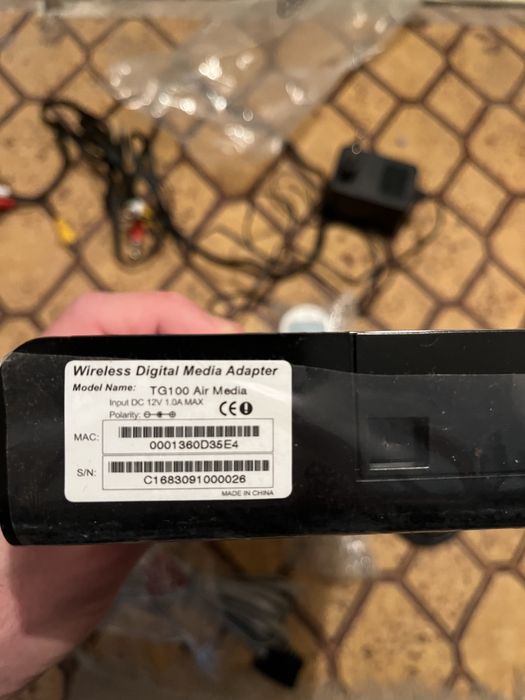 Wireless Digital Media Adapter
Model Name: TG100 Air Media
Input DC 12V 1.0A MAX
Polarity:
CE
MAC:
0001360D35E4
S/N:
C1683091000026
MADE IN CHINA